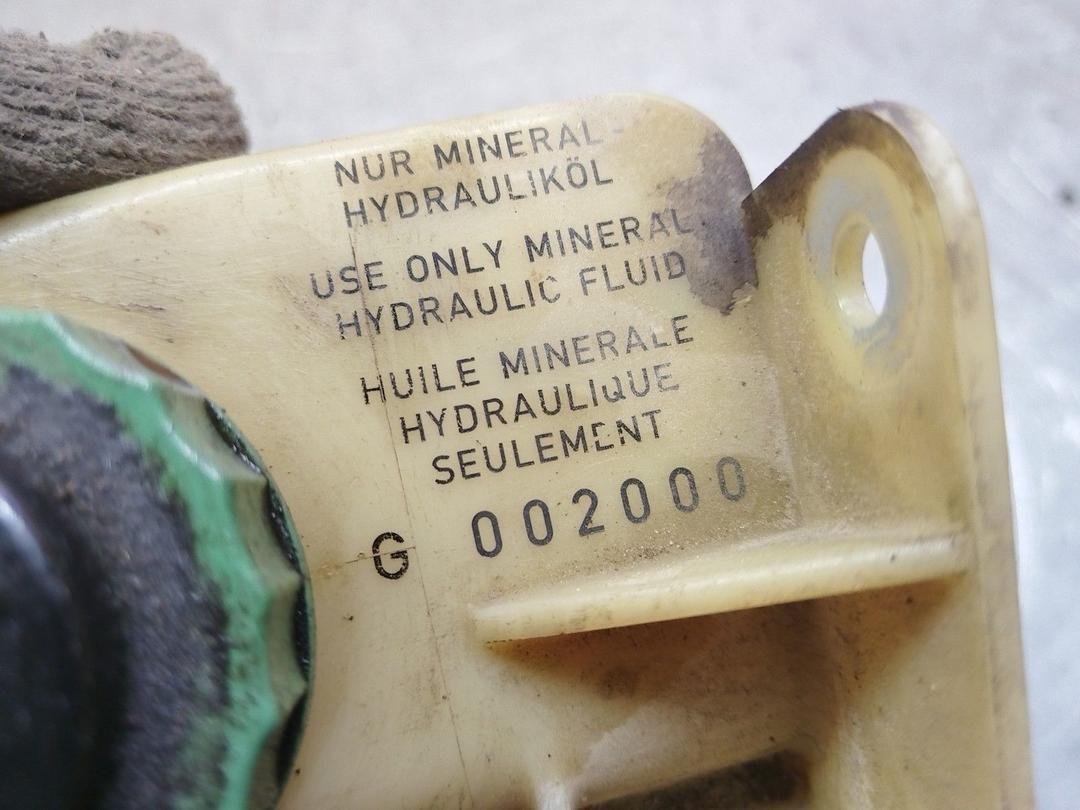 NUR MINERAL-
HYDRAULIKÖL
USE ONLY MINERAL
HYDRAULIC FLUID
HUILE MINERALE
HYDRAULIQUE
SEULEMENT
G 002000